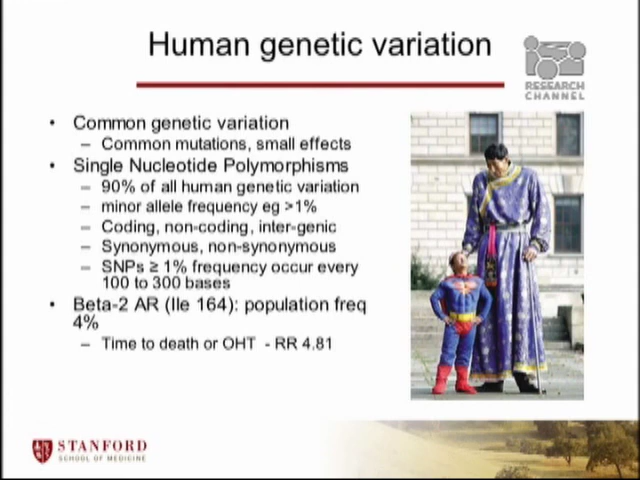 Human genetic variation
RESEARCH
CHANNEL
• Common genetic variation
– Common mutations, small effects
• Single Nucleotide Polymorphisms
– 90% of all human genetic variation
– minor allele frequency eg >1%
– Coding, non-coding, inter-genic
– Synonymous, non-synonymous
– SNPs ≥ 1% frequency occur every
100 to 300 bases
• Beta-2 AR (Ile 164): population freq
4%
– Time to death or OHT - RR 4.81
STANFORD
SCHOOL OF MEDICINE